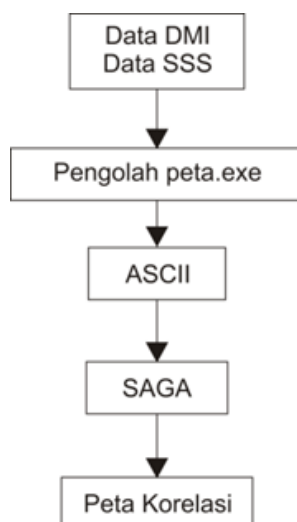 Data DMI
Data SSS
Pengolah peta.exe
ASCII
SAGA
Peta Korelasi